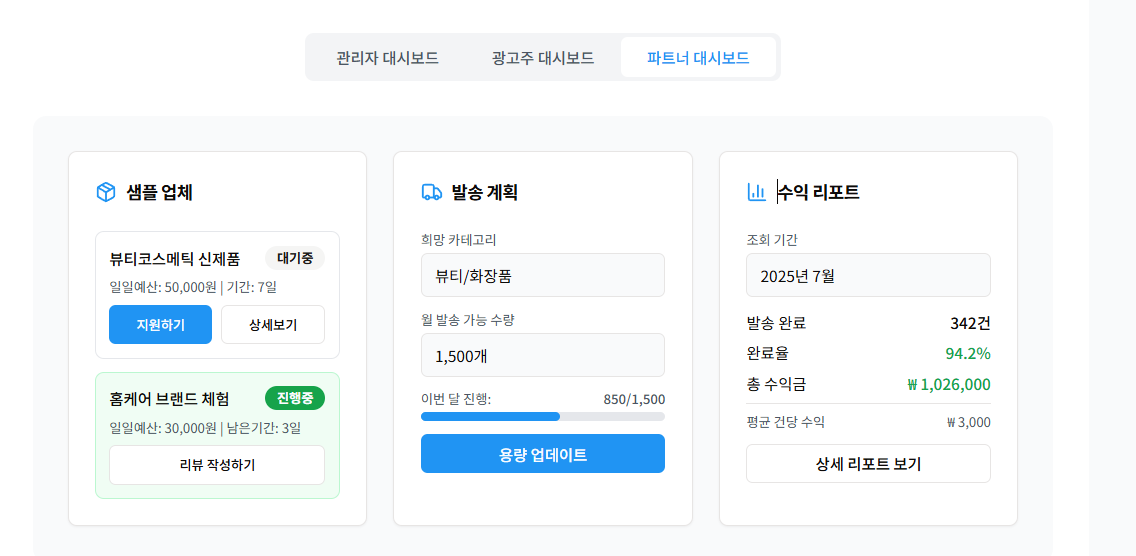 관리자 대시보드
광고주 대시보드
파트너 대시보드
샘플 업체
뷰티코스메틱 신제품
대기중
일일예산: 50,000원 | 기간: 7일
지원하기
상세보기
홈케어 브랜드 체험
진행중
일일예산: 30,000원 | 남은기간: 3일
리뷰 작성하기
발송 계획
희망 카테고리
뷰티/화장품
월 발송 가능 수량
1,500개
이번 달 진행:
850/1,500
용량 업데이트
수익 리포트
조회 기간
2025년 7월
발송 완료
342건
완료율
94.2%
총 수익금
₩1,026,000
평균 건당 수익
₩3,000
상세 리포트 보기